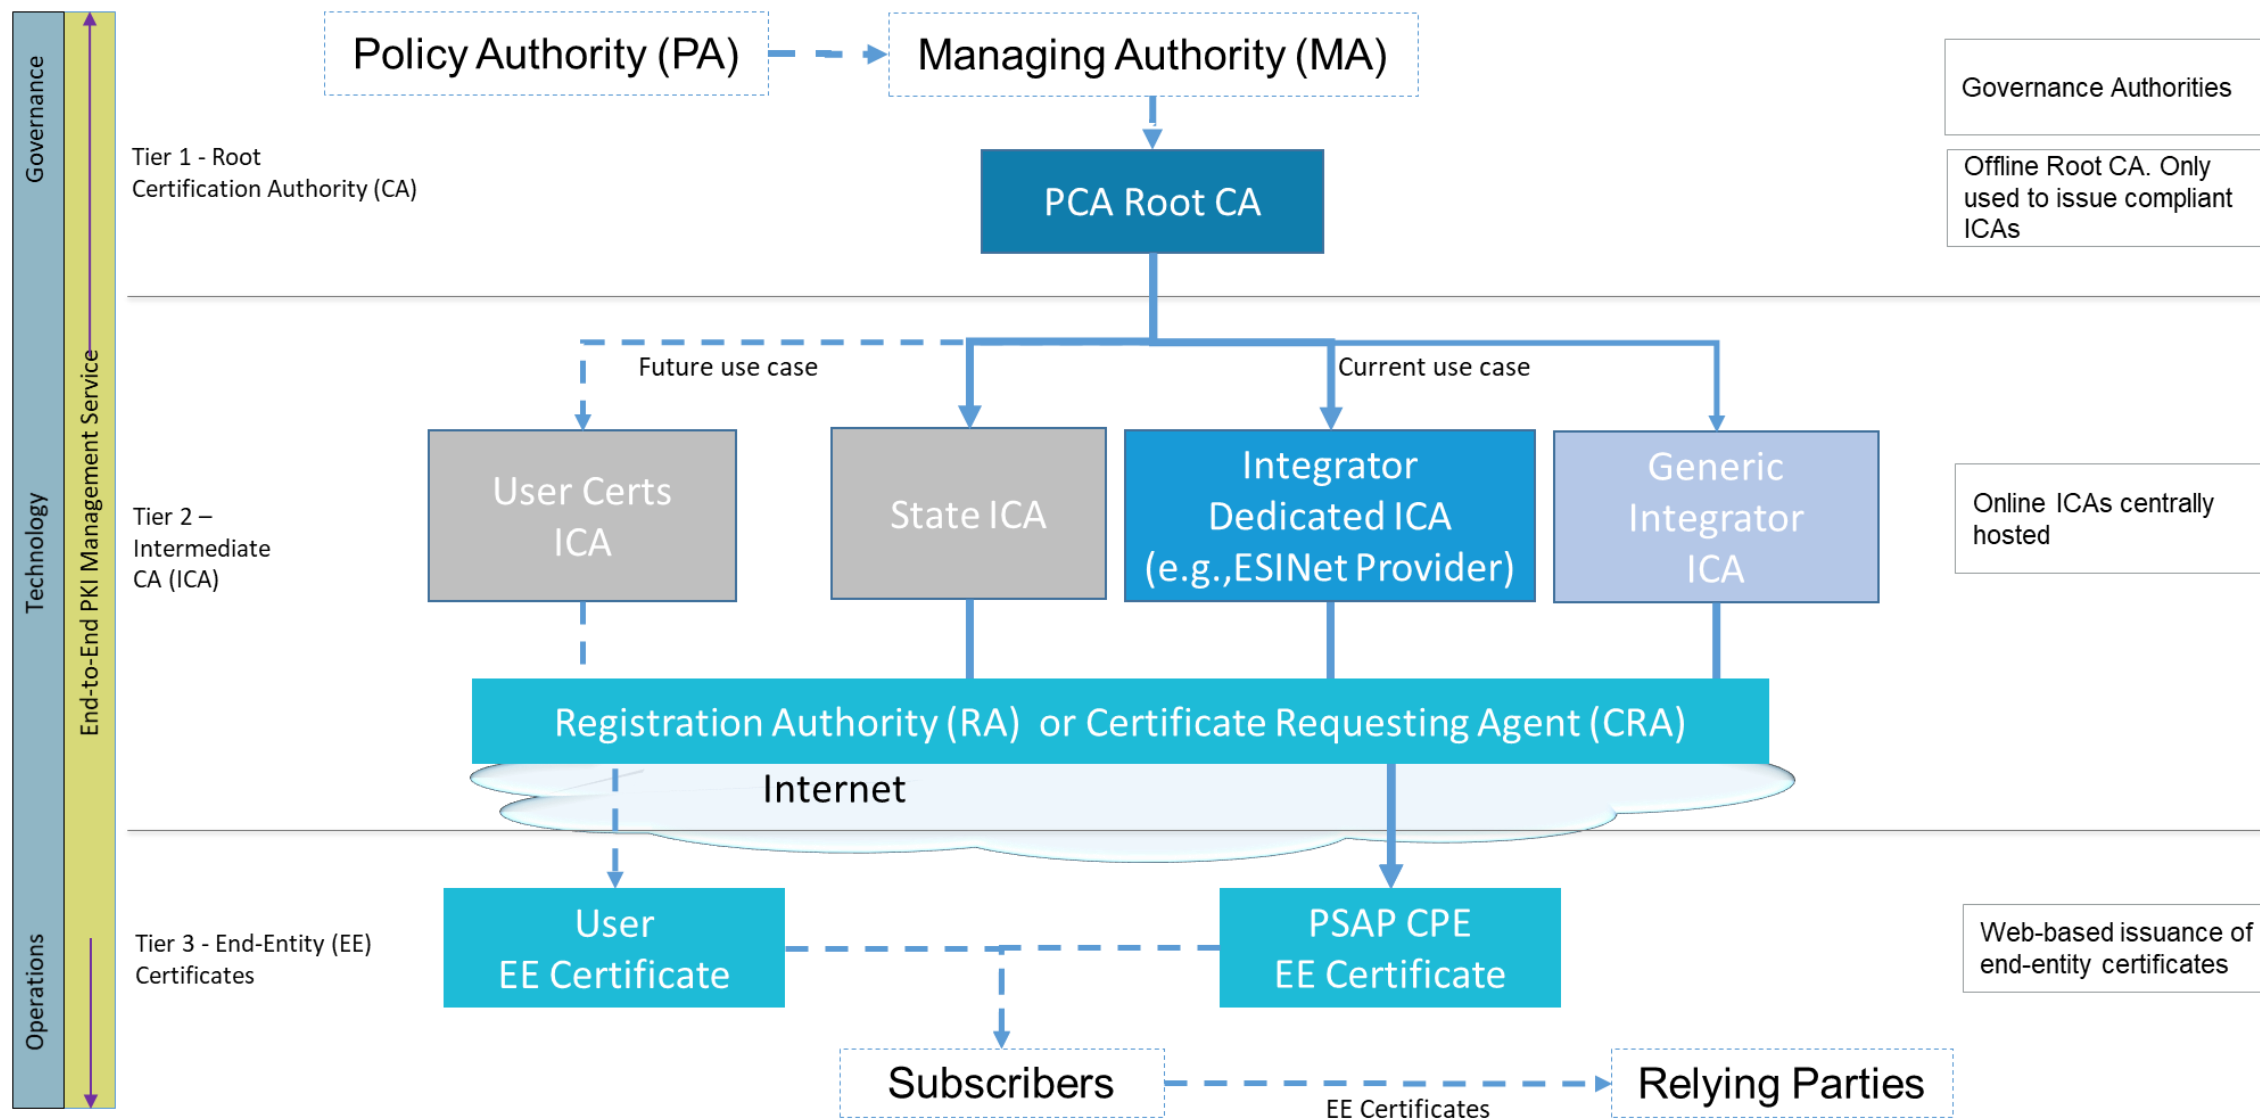 Policy Authority (PA)
Managing Authority (MA)
Governance Authorities
Governance
Tier 1 - Root
Certification Authority (CA)
PCA Root CA
Offline Root CA. Only
used to issue compliant
ICAs
End-to-End PKI Management Service
Future use case
Current use case
Technology
Tier 2 –
Intermediate
CA (ICA)
User Certs
ICA
State ICA
Integrator
Dedicated ICA
(e.g.,ESINet Provider)
Generic
Integrator
ICA
Online ICAs centrally
hosted
Registration Authority (RA) or Certificate Requesting Agent (CRA)
Internet
Operations
Tier 3 - End-Entity (EE)
Certificates
User
EE Certificate
PSAP CPE
EE Certificate
Web-based issuance of
end-entity certificates
Subscribers
EE Certificates
Relying Parties